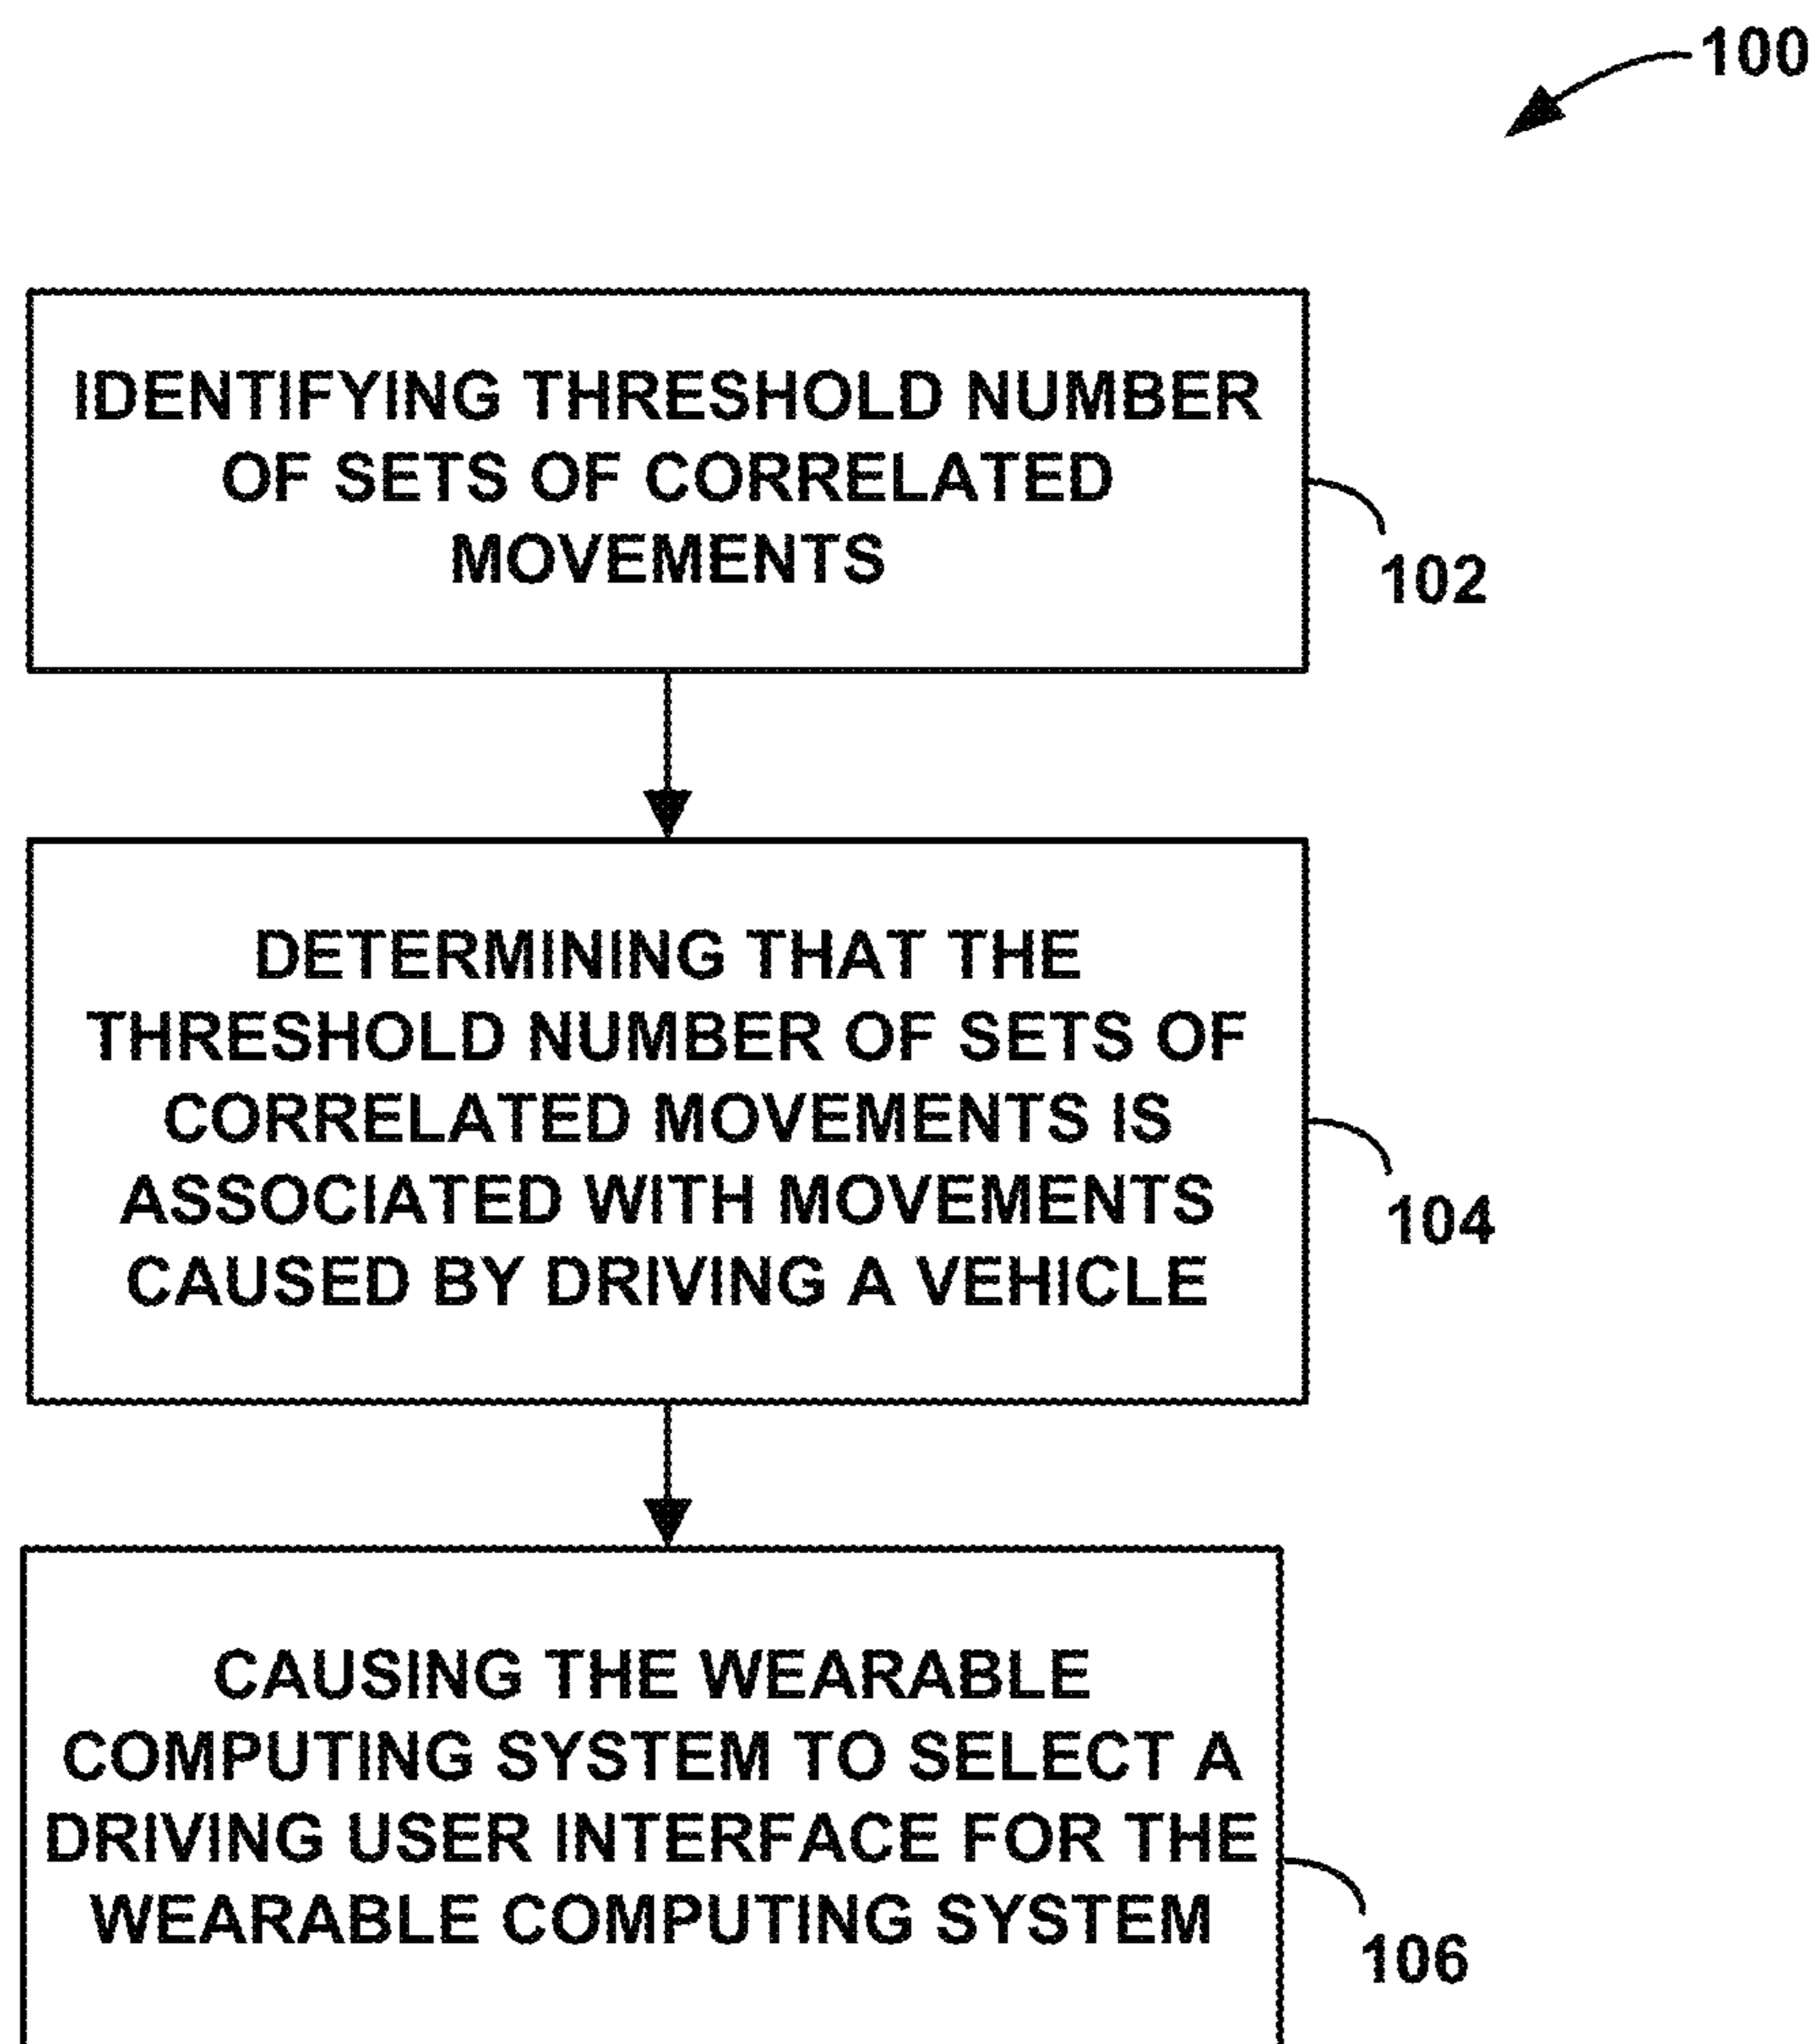 100
IDENTIFYING THRESHOLD NUMBER
OF SETS OF CORRELATED
MOVEMENTS
102
DETERMINING THAT THE
THRESHOLD NUMBER OF SETS OF
CORRELATED MOVEMENTS IS
ASSOCIATED WITH MOVEMENTS
CAUSED BY DRIVING A VEHICLE
104
CAUSING THE WEARABLE
COMPUTING SYSTEM TO SELECT A
DRIVING USER INTERFACE FOR THE
WEARABLE COMPUTING SYSTEM
106